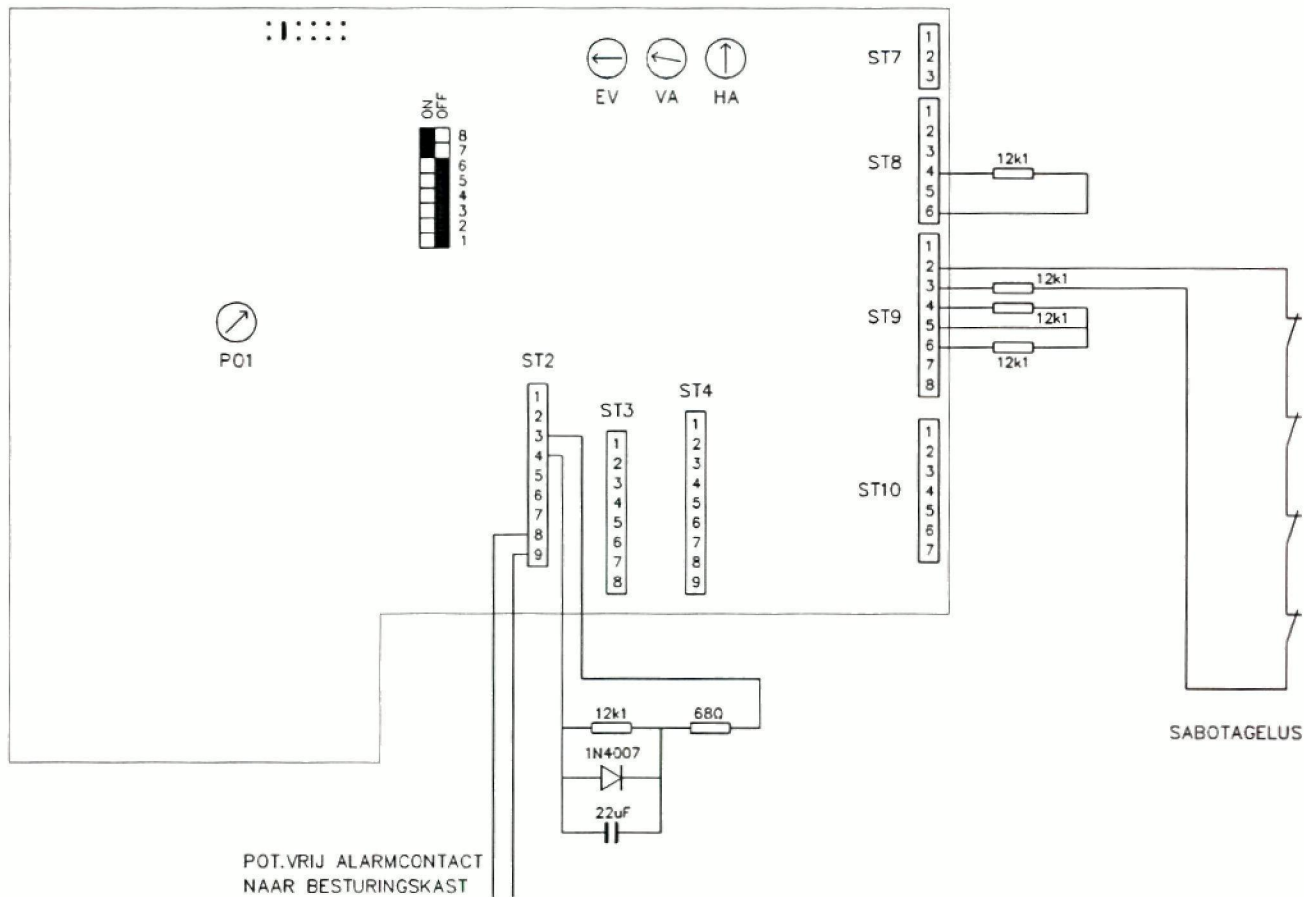 ON
OFF
8
7
6
5
4
3
2
1
EV VA HA
P01
ST7
1
2
3
ST8
1
2
3
4
5
6
12k1
ST9
1
2
3
4
5
6
7
8
12k1
12k1
12k1
ST10
1
2
3
4
5
6
7
ST2
1
2
3
4
5
6
7
8
9
ST3
1
2
3
4
5
6
7
8
ST4
1
2
3
4
5
6
7
8
9
12k1
68Ω
1N4007
22uF
SABOTAGELUS
POT.VRIJ ALARMCONTACT
NAAR BESTURINGSKAST